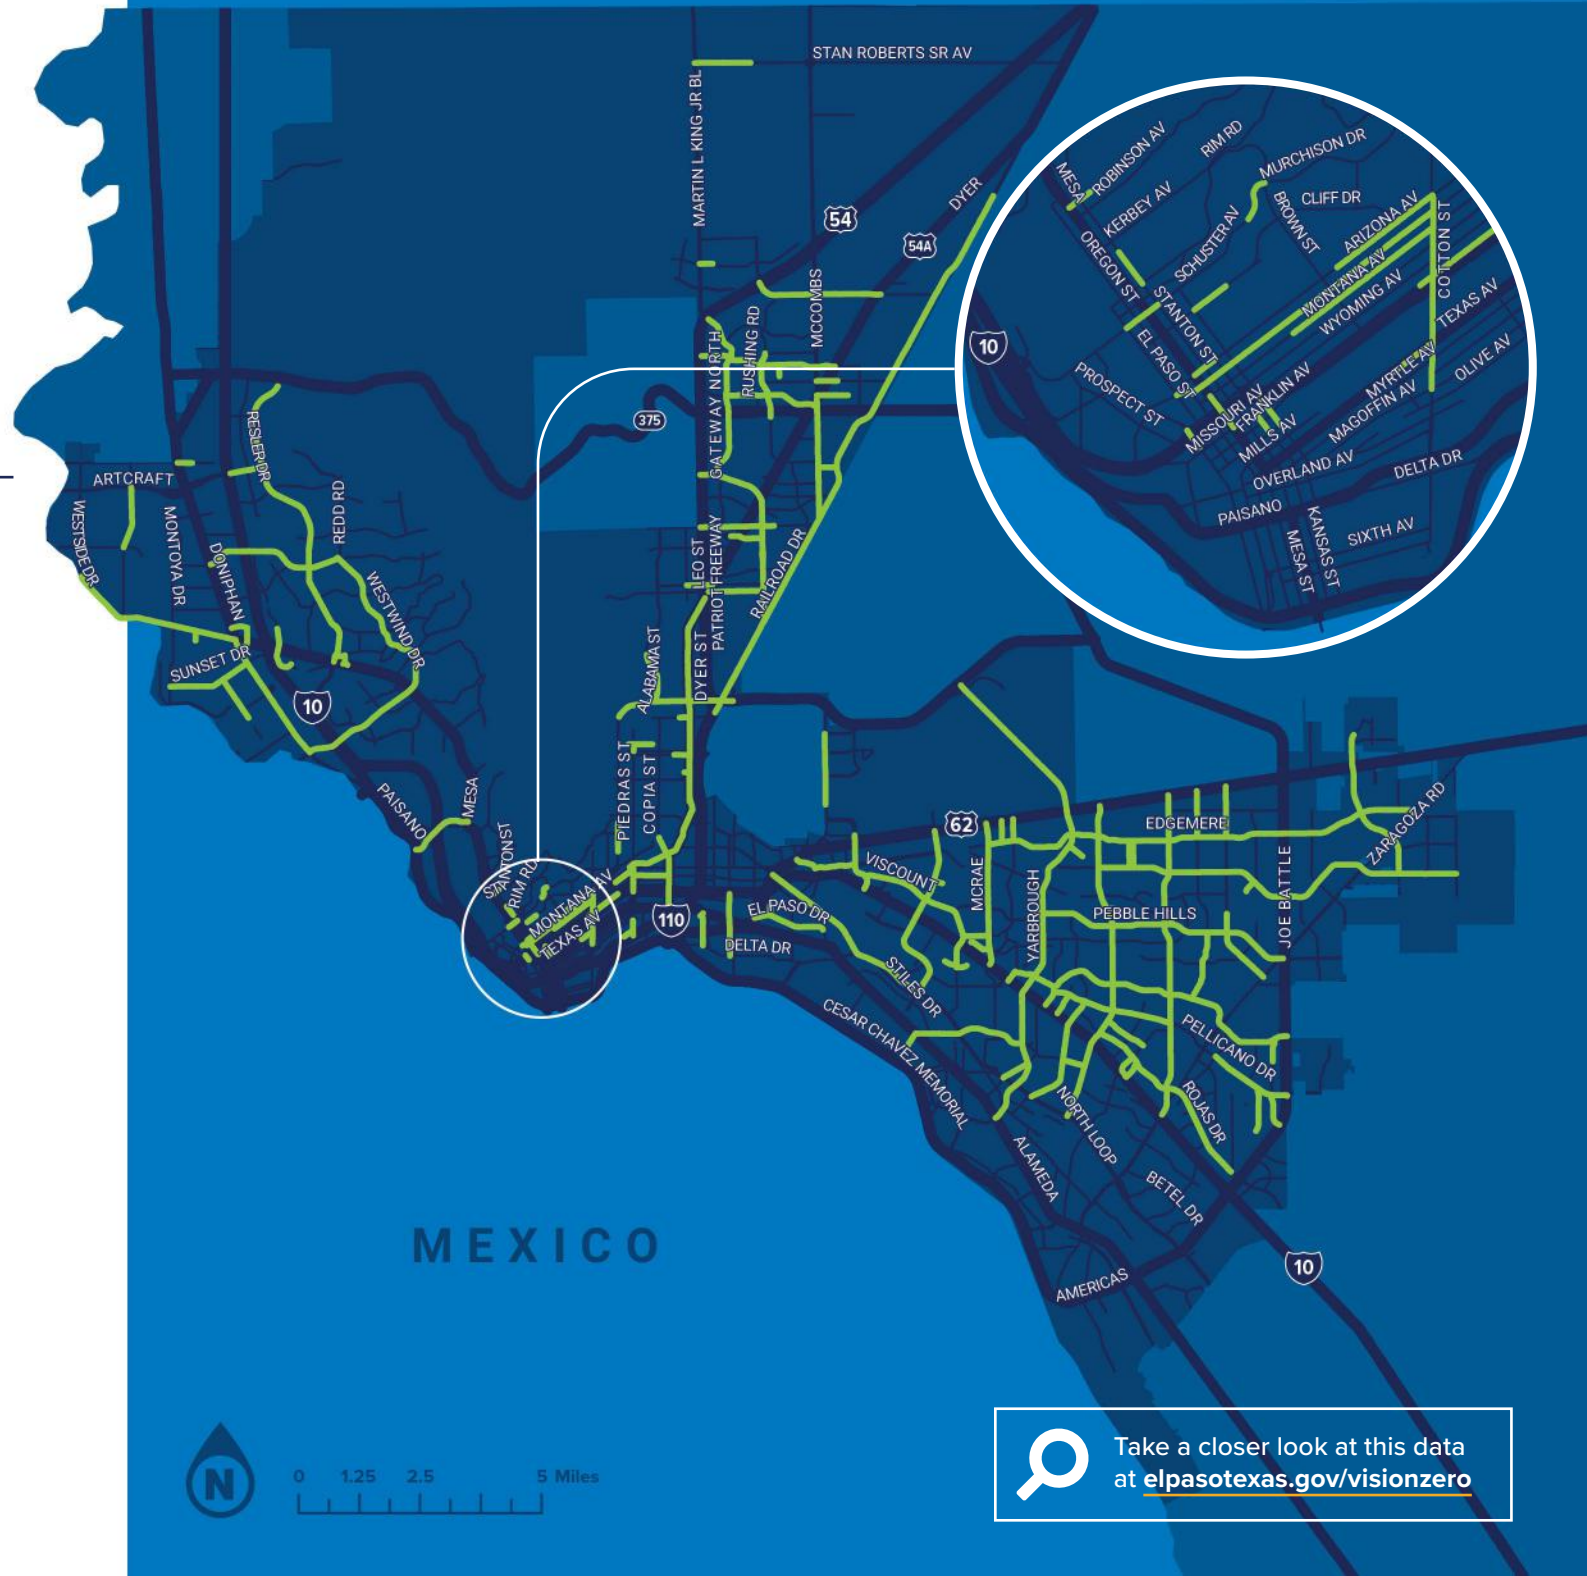 STAN ROBERTS SR AV
MARTIN L KING JR BL
54
54A
DYER
MCCOMBS
RUSHING RD
GATEWAY NORTH
375
RESLER DR
ARTCRAFT
REDD RD
WESTSIDE DR
MONTOYA DR
DONIPHAN
WESTWIND DR
SUNSET DR
10
LEO ST
PATRIOT FREEWAY
RAILROAD DR
ALABAMA ST
DYER ST
PIEDRAS ST
COPIA ST
PAISANO
MESA
STANTON ST
RIM RD
MONTANA AV
TEXAS AV
110
EL PASO DR
DELTA DR
VISCOUNT
62
MCRAE
YARBROUGH
EDGEMERE
ZARAGOZA RD
JOE BATTLE
PEBBLE HILLS
STILES DR
CESAR CHAVEZ MEMORIAL
PELLICANO DR
ROJAS DR
NORTH LOOP
ALAMEDA
BETEL DR
AMERICAS
10
MESA
ROBINSON AV
RIM RD
MURCHISON DR
KERBEY AV
CLIFF DR
BROWN ST
SCHUSTER AV
ARIZONA AV
COTTON ST
OREGON ST
STANTON ST
MONTANA AV
WYOMING AV
TEXAS AV
10
EL PASO ST
PROSPECT ST
MISSOURI AV
FRANKLIN AV
MILLS AV
MYRTLE AV
MAGOFFIN AV
OLIVE AV
OVERLAND AV
DELTA DR
PAISANO
KANSAS ST
MESA ST
SIXTH AV
MEXICO
N
0 1.25 2.5 5 Miles
Take a closer look at this data
at elpasotexas.gov/visionzero